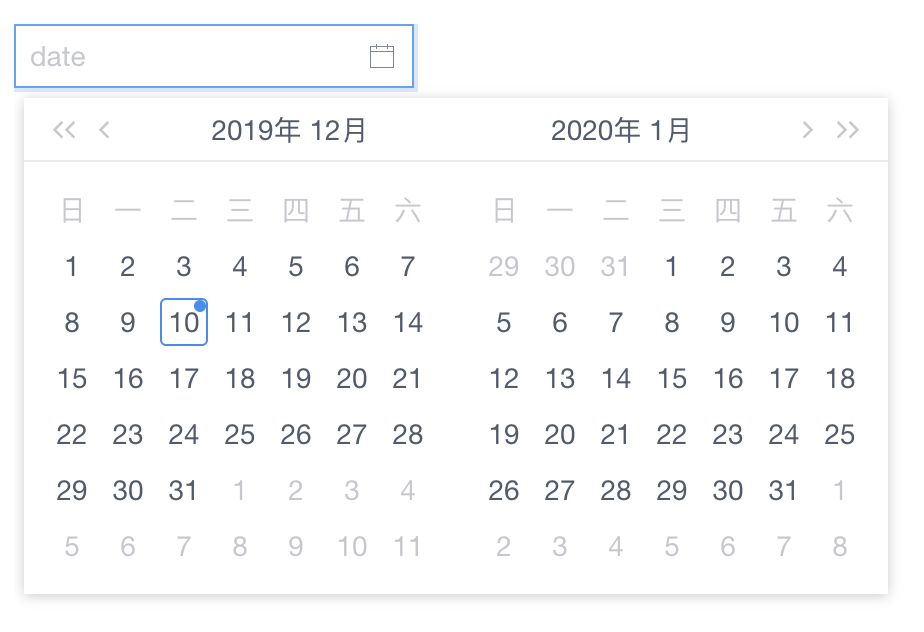 date
2019年 12月 2020年 1月
日 一 二 三 四 五 六 日 一 二 三 四 五 六
1 2 3 4 5 6 7 29 30 31 1 2 3 4
8 9 10 11 12 13 14 5 6 7 8 9 10 11
15 16 17 18 19 20 21 12 13 14 15 16 17 18
22 23 24 25 26 27 28 19 20 21 22 23 24 25
29 30 31 1 2 3 4 26 27 28 29 30 31 1
5 6 7 8 9 10 11 2 3 4 5 6 7 8